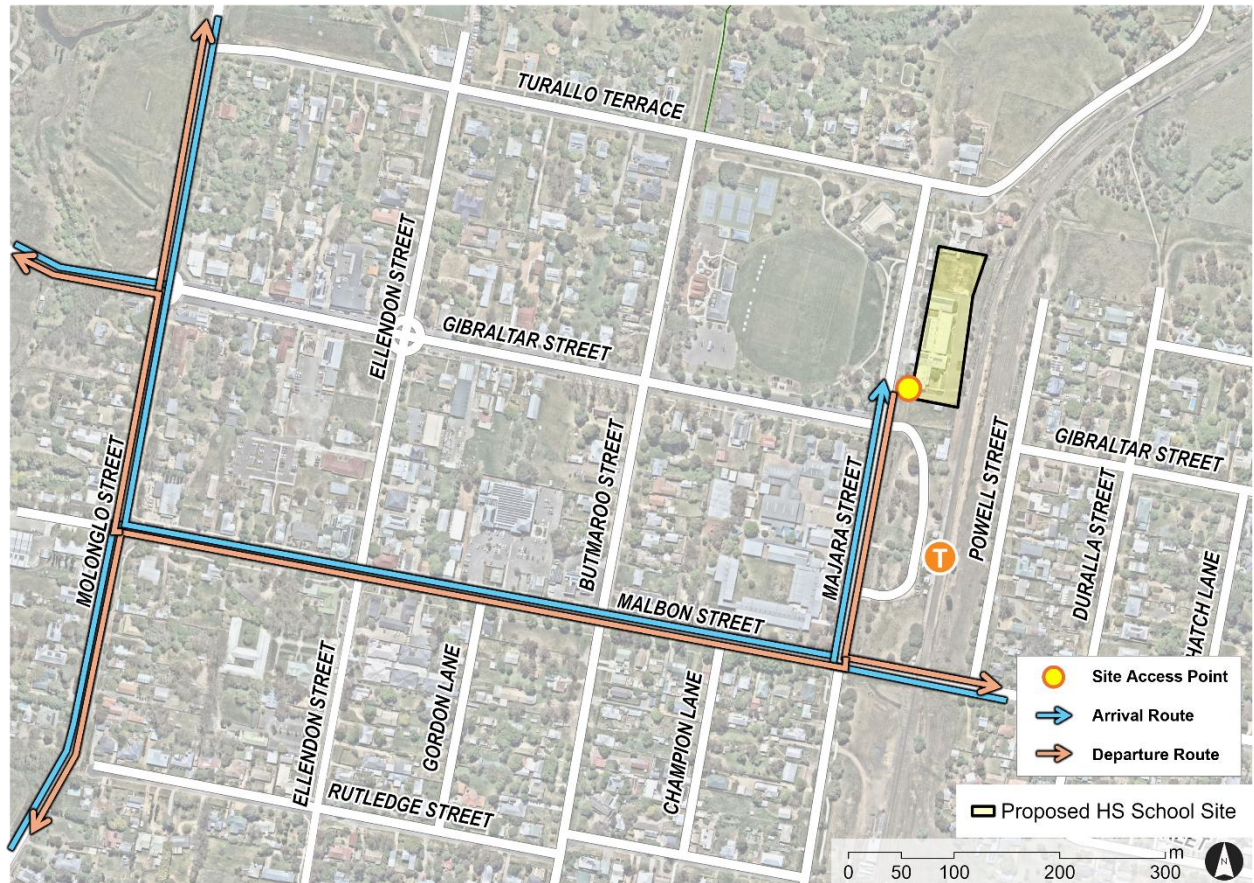 TURALLO TERRACE
ELLENDON STREET
GIBRALTAR STREET
MOLONGLO STREET
BUTMAROO STREET
MAJARA STREET
POWELL STREET
GIBRALTAR STREET
DURALLA STREET
HATCH LANE
T
MALBON STREET
ELLENDON STREET
GORDON LANE
CHAMPION LANE
RUTLEDGE STREET
Site Access Point
Arrival Route
Departure Route
Proposed HS School Site
0 50 100 200 300 m
N